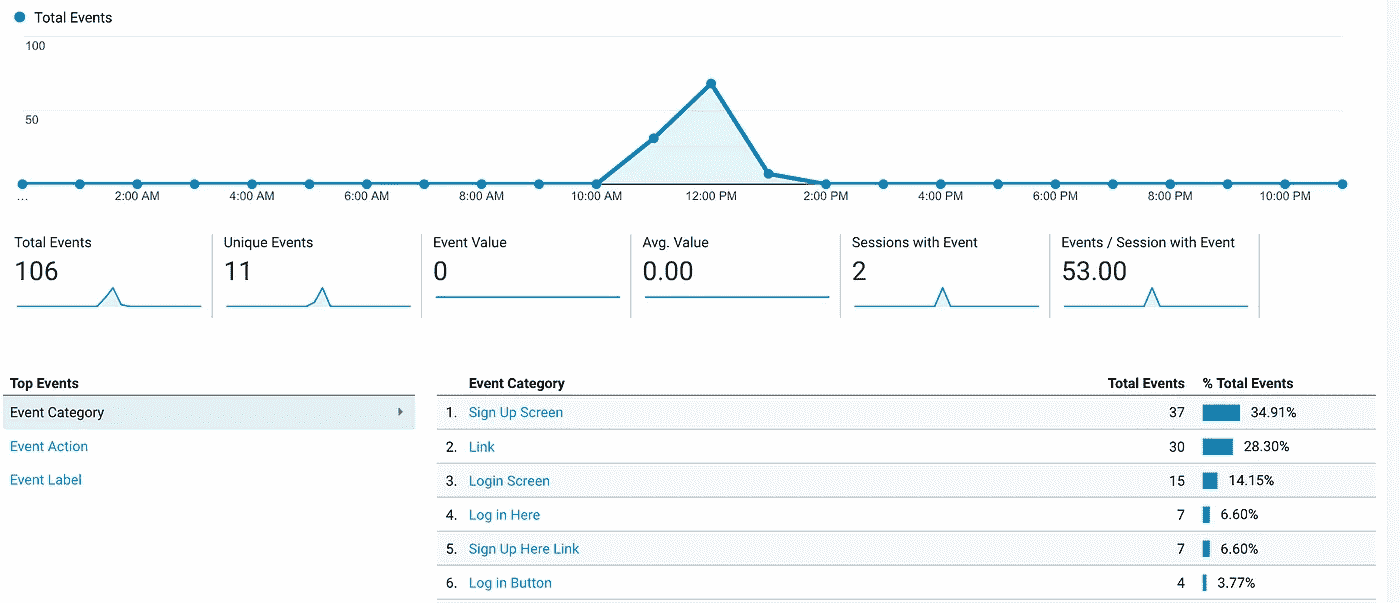 Total Events
100
50
... 2:00 AM 4:00 AM 6:00 AM 8:00 AM 10:00 AM 12:00 PM 2:00 PM 4:00 PM 6:00 PM 8:00 PM 10:00 PM
Total Events Unique Events Event Value Avg. Value Sessions with Event Events / Session with Event
106 11 0 0.00 2 53.00
Top Events Event Category Total Events % Total Events
Event Category 1. Sign Up Screen 37 34.91%
Event Action 2. Link 30 28.30%
Event Label 3. Login Screen 15 14.15%
4. Log in Here 7 6.60%
5. Sign Up Here Link 7 6.60%
6. Log in Button 4 3.77%